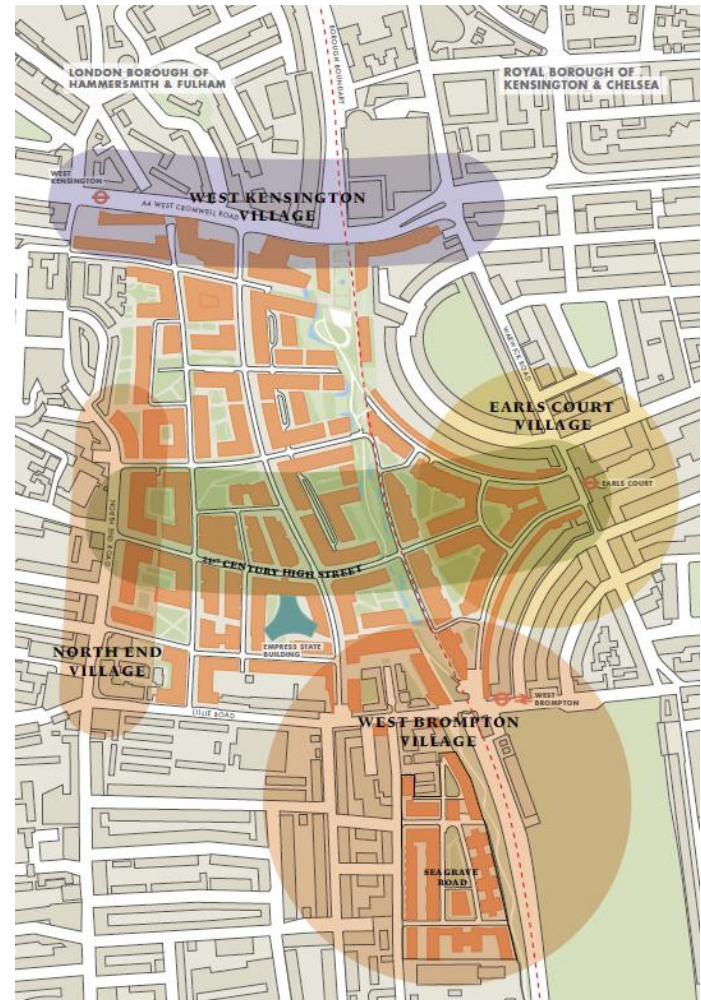 BOROUGH BOUNDARY
LONDON BOROUGH OF
HAMMERSMITH & FULHAM
ROYAL BOROUGH OF
KENSINGTON & CHELSEA
WEST
KENSINGTON
WEST KENSINGTON
VILLAGE
A4 WEST CROMWELL ROAD
WARWICK ROAD
EARLS COURT
VILLAGE
EARLS COURT
NORTH END ROAD
21ST CENTURY HIGH STREET
NORTH END
VILLAGE
EMPRESS STATE
BUILDING
WEST
BROMPTON
LILLIE ROAD
WEST BROMPTON
VILLAGE
SEAGRAVE
ROAD